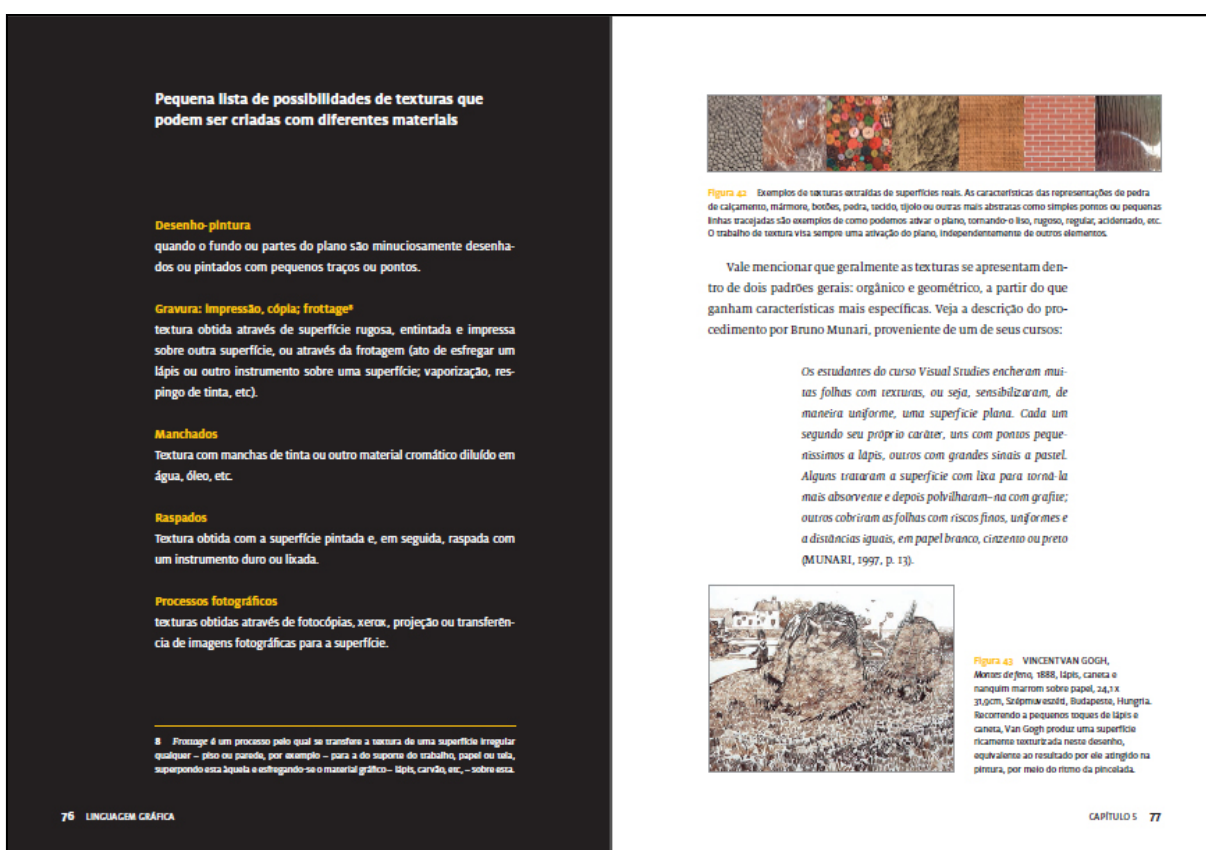 Pequena lista de possibilidades de texturas que
podem ser criadas com diferentes materiais
Desenho-pintura
quando o fundo ou partes do plano são minuciosamente desenha-
dos ou pintados com pequenos traços ou pontos.
Gravura: impressão, cópia; frottage⁸
textura obtida através de superfície rugosa, entintada e impressa
sobre outra superfície, ou através da frotagem (ato de esfregar um
lápis ou outro instrumento sobre uma superfície; vaporização, res-
pingo de tinta, etc).
Manchados
Textura com manchas de tinta ou outro material cromático diluído em
água, óleo, etc.
Raspados
Textura obtida com a superfície pintada e, em seguida, raspada com
um instrumento duro ou lixada.
Processos fotográficos
texturas obtidas através de fotocópias, xerox, projeção ou transferên-
cia de imagens fotográficas para a superfície.
8 Frottage é um processo pelo qual se transfere a textura de uma superfície irregular
qualquer – piso ou parede, por exemplo – para a do suporte do trabalho, papel ou tela,
superpondo esta àquela e esfregando-se o material gráfico – lápis, carvão, etc, – sobre esta.
76 LINGUAGEM GRÁFICA
Figura 42 Exemplos de texturas extraídas de superfícies reais. As características das representações de pedra
de calçamento, mármore, botões, pedra, tecido, tijolo ou outras mais abstratas como simples pontos ou pequenas
linhas tracejadas são exemplos de como podemos ativar o plano, tornando-o liso, rugoso, regular, acidentado, etc.
O trabalho de textura visa sempre uma ativação do plano, independentemente de outros elementos.
Vale mencionar que geralmente as texturas se apresentam den-
tro de dois padrões gerais: orgânico e geométrico, a partir do que
ganham características mais específicas. Veja a descrição do pro-
cedimento por Bruno Munari, proveniente de um de seus cursos:
Os estudantes do curso Visual Studies encheram mui-
tas folhas com texturas, ou seja, sensibilizaram, de
maneira uniforme, uma superfície plana. Cada um
segundo seu próprio caráter, uns com pontos peque-
níssimos a lápis, outros com grandes sinais a pastel.
Alguns trataram a superfície com lixa para torná-la
mais absorvente e depois polvilharam-na com grafite;
outros cobriram as folhas com riscos finos, uniformes e
a distâncias iguais, em papel branco, cinzento ou preto
(MUNARI, 1997, p. 13).
Figura 43 VINCENT VAN GOGH,
Montes de feno, 1888, lápis, caneta e
nanquim marrom sobre papel, 24,1 x
31,9cm, Szépmuveszéti, Budapeste, Hungria.
Recorrendo a pequenos toques de lápis e
caneta, Van Gogh produz uma superfície
ricamente texturizada neste desenho,
equivalente ao resultado por ele atingido na
pintura, por meio do ritmo da pincelada.
CAPÍTULO 5 77